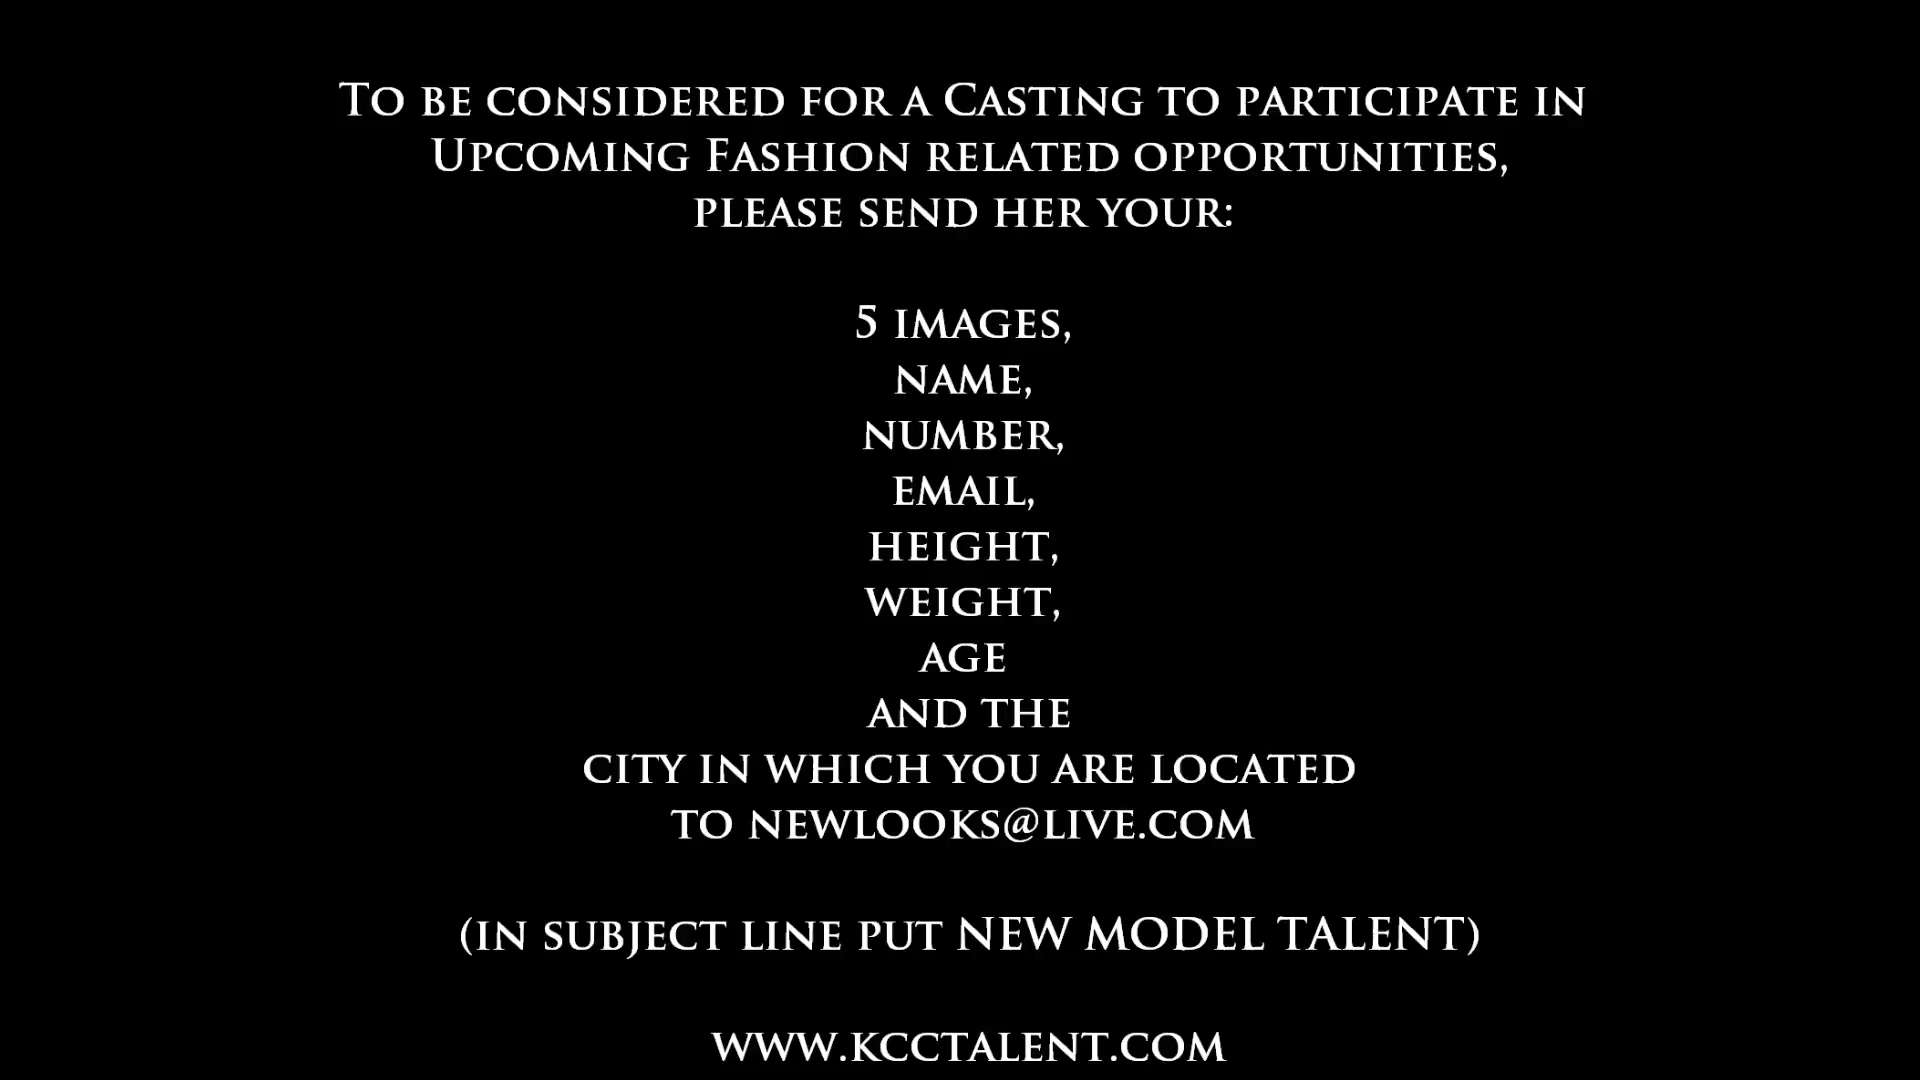 To be considered for a Casting to participate in
Upcoming Fashion related opportunities,
please send her your:
5 images,
name,
number,
email,
height,
weight,
age
and the
city in which you are located
to newlooks@live.com
(in subject line put NEW MODEL TALENT)
www.kcctalent.com